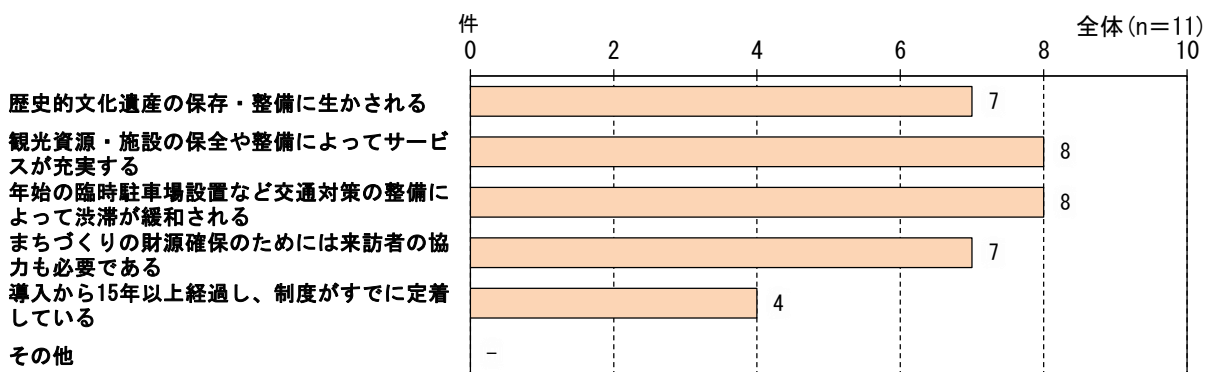 件
全体(n＝11)
0 2 4 6 8 10
歴史的文化遺産の保存・整備に生かされる
7
観光資源・施設の保全や整備によってサービ
スが充実する
8
年始の臨時駐車場設置など交通対策の整備に
よって渋滞が緩和される
8
まちづくりの財源確保のためには来訪者の協
力も必要である
7
導入から15年以上経過し、制度がすでに定着
している
4
その他
-